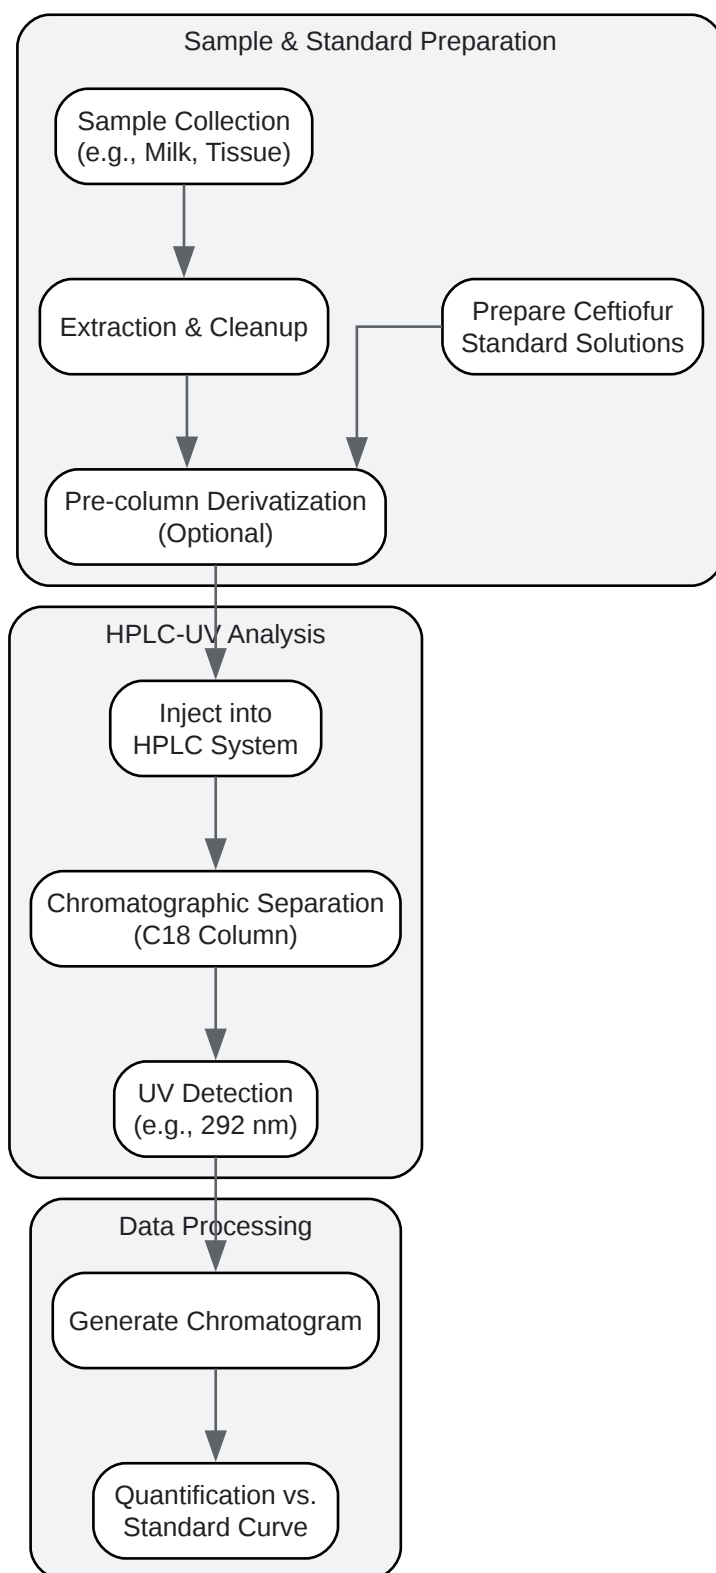 Sample & Standard Preparation
Sample Collection
(e.g., Milk, Tissue)
Extraction & Cleanup
Prepare Ceftiofur
Standard Solutions
Pre-column Derivatization
(Optional)
HPLC-UV Analysis
Inject into
HPLC System
Chromatographic Separation
(C18 Column)
UV Detection
(e.g., 292 nm)
Data Processing
Generate Chromatogram
Quantification vs.
Standard Curve